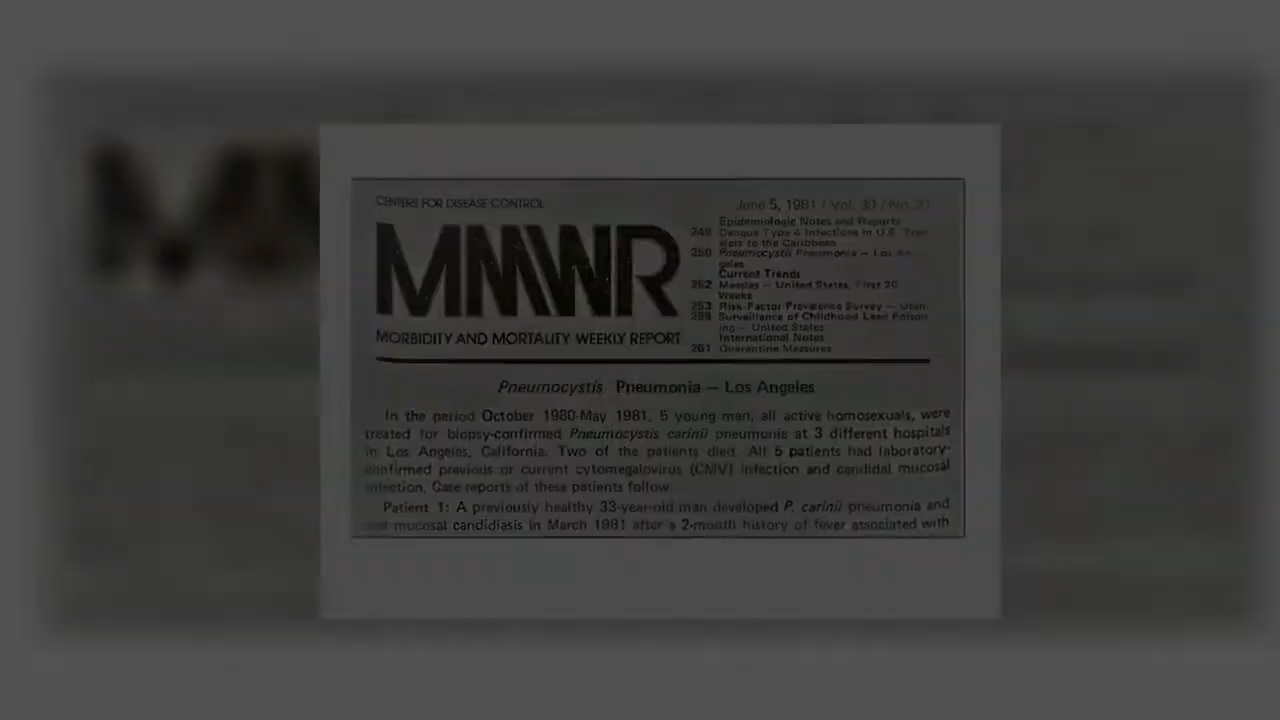 CENTERS FOR DISEASE CONTROL
June 5, 1981 / Vol. 30 / No. 21
MMWR
MORBIDITY AND MORTALITY WEEKLY REPORT
Epidemiologic Notes and Reports
249 Dengue Type 4 Infections in U.S. Trav-
elers to the Caribbean
250 Pneumocystis Pneumonia – Los An-
geles
Current Trends
252 Measles – United States, First 20
Weeks
253 Risk-Factor-Prevalence Survey – Utah
259 Surveillance of Childhood Lead Poison-
ing – United States
International Notes
261 Quarantine Measures
Pneumocystis Pneumonia – Los Angeles
In the period October 1980-May 1981, 5 young men, all active homosexuals, were
treated for biopsy-confirmed Pneumocystis carinii pneumonia at 3 different hospitals
in Los Angeles, California. Two of the patients died. All 5 patients had laboratory-
confirmed previous or current cytomegalovirus (CMV) infection and candidal mucosal
infection. Case reports of these patients follow.
Patient 1: A previously healthy 33-year-old man developed P. carinii pneumonia and
oral mucosal candidiasis in March 1981 after a 2-month history of fever associated with